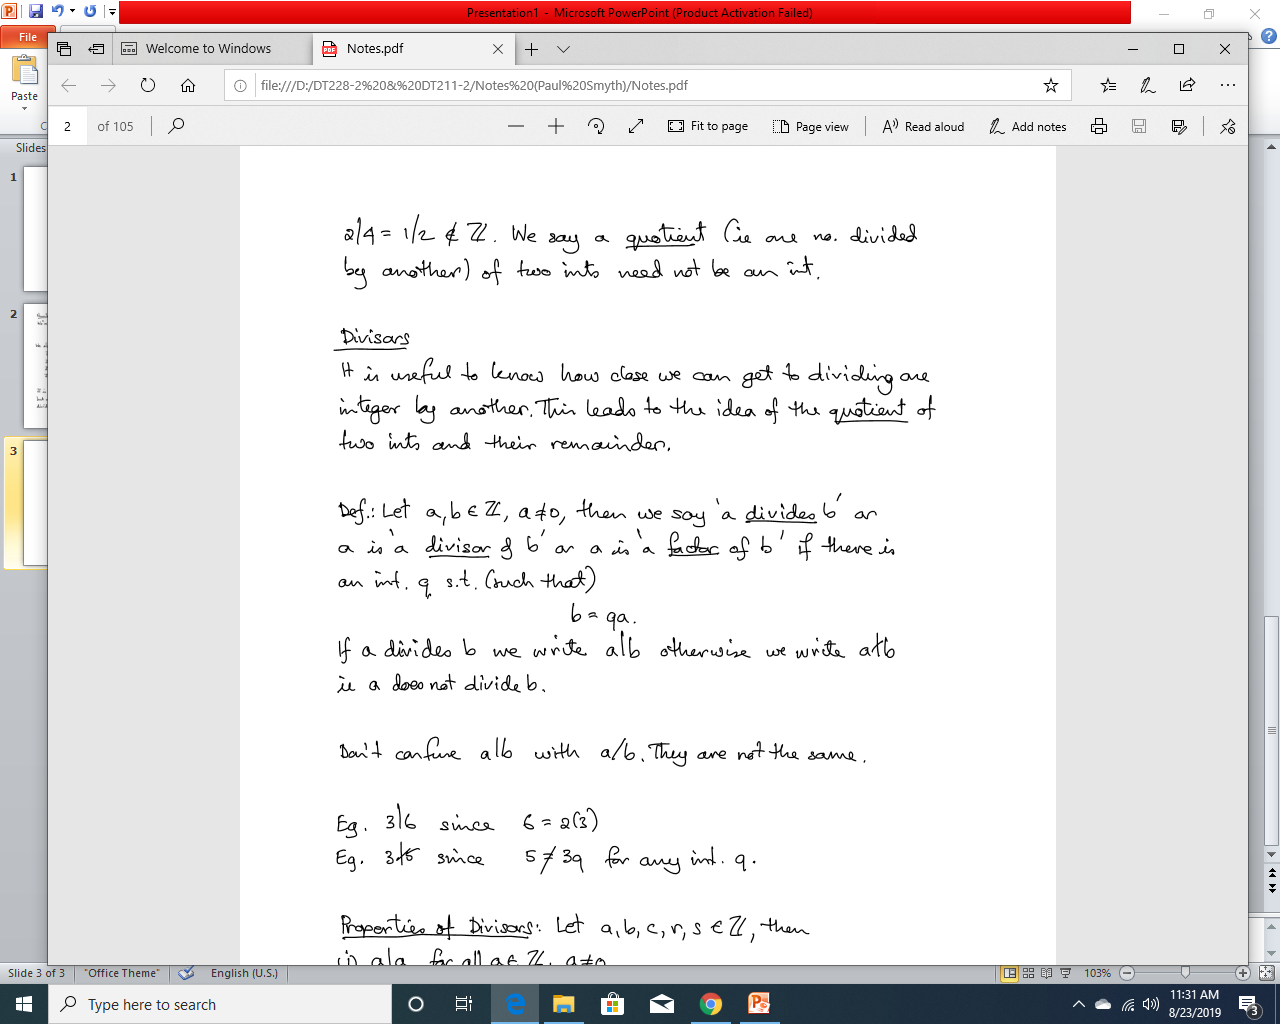 Presentation1 - Microsoft PowerPoint (Product Activation Failed)
File
Paste
Slides
1
2
3
Welcome to Windows
Notes.pdf
file:///D:/DT228-2%20&%20DT211-2/Notes%20(Paul%20Smyth)/Notes.pdf
2 of 105
Fit to page
Page view
Read aloud
Add notes
2|4 = 1/2 ∉ ℤ. We say a quotient (ie one no. divided
by another) of two ints need not be an int.
Divisors
It is useful to know how close we can get to dividing one
integer by another. This leads to the idea of the quotient of
two ints and their remainder.
Def.: Let a, b ∈ ℤ, a ≠ 0, then we say 'a divides b' or
a is 'a divisor of b' or a is 'a factor of b' if there is
an int. q s.t. (such that)
b = qa.
If a divides b we write a|b otherwise we write a∤b
ie a does not divide b.
Don't confuse a|b with a/b. They are not the same.
Eg. 3|6 since 6 = 2(3)
Eg. 3∤5 since 5 ≠ 3q for any int. q.
Properties of Divisors: Let a, b, c, r, s ∈ ℤ, then
i) a|a for all a ∈ ℤ, a≠0
Slide 3 of 3
"Office Theme"
English (U.S.)
103%
Type here to search
11:31 AM
8/23/2019
3